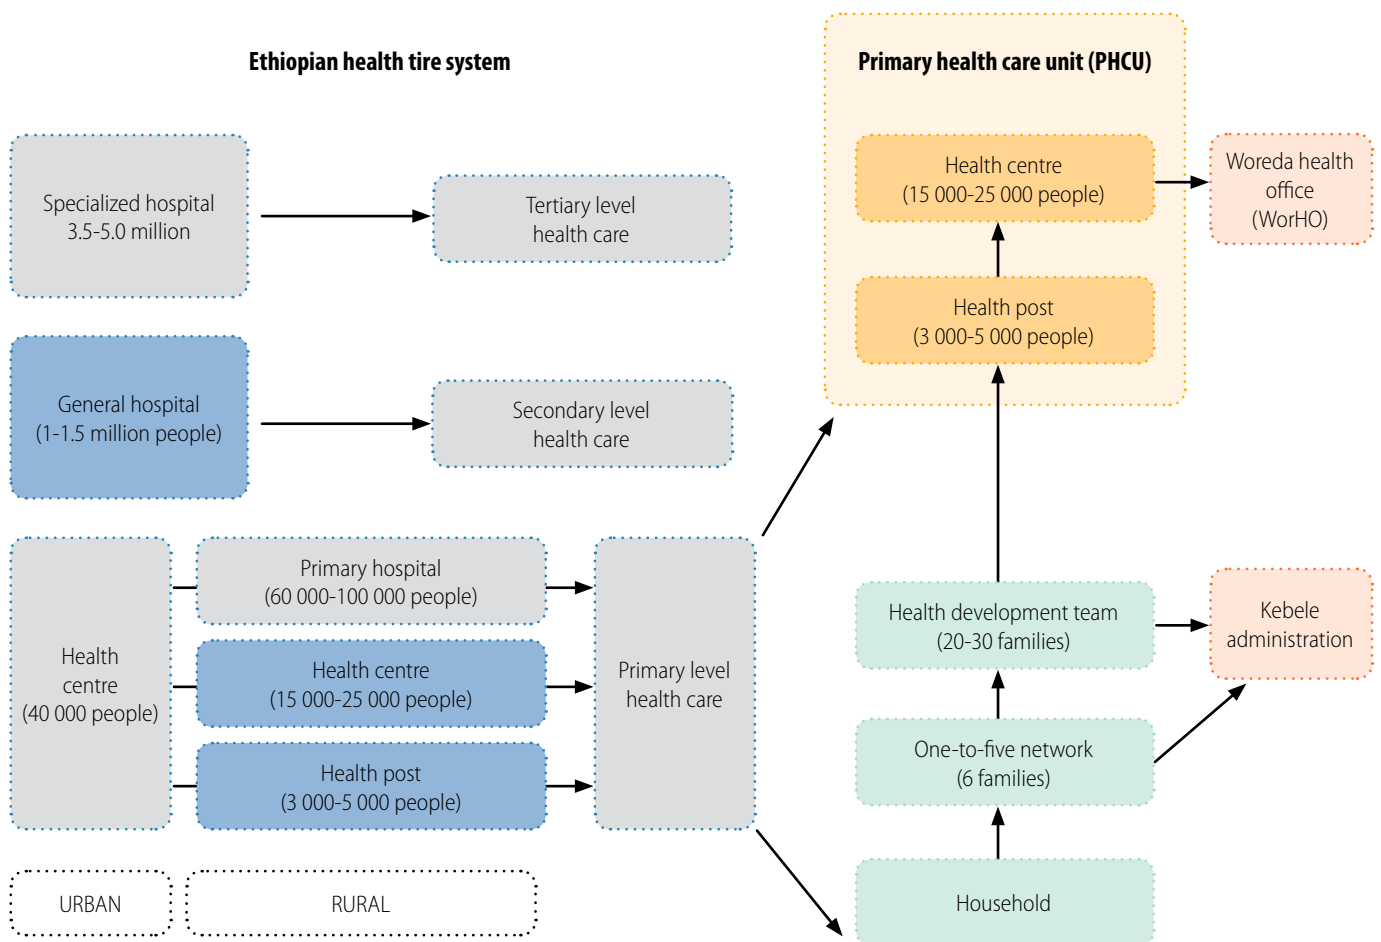 Ethiopian health tire system
Specialized hospital
3.5-5.0 million
Tertiary level
health care
General hospital
(1-1.5 million people)
Secondary level
health care
Health
centre
(40 000 people)
Primary hospital
(60 000-100 000 people)
Health centre
(15 000-25 000 people)
Health post
(3 000-5 000 people)
Primary level
health care
URBAN
RURAL
Primary health care unit (PHCU)
Health centre
(15 000-25 000 people)
Woreda health
office
(WorHO)
Health post
(3 000-5 000 people)
Health development team
(20-30 families)
Kebele
administration
One-to-five network
(6 families)
Household